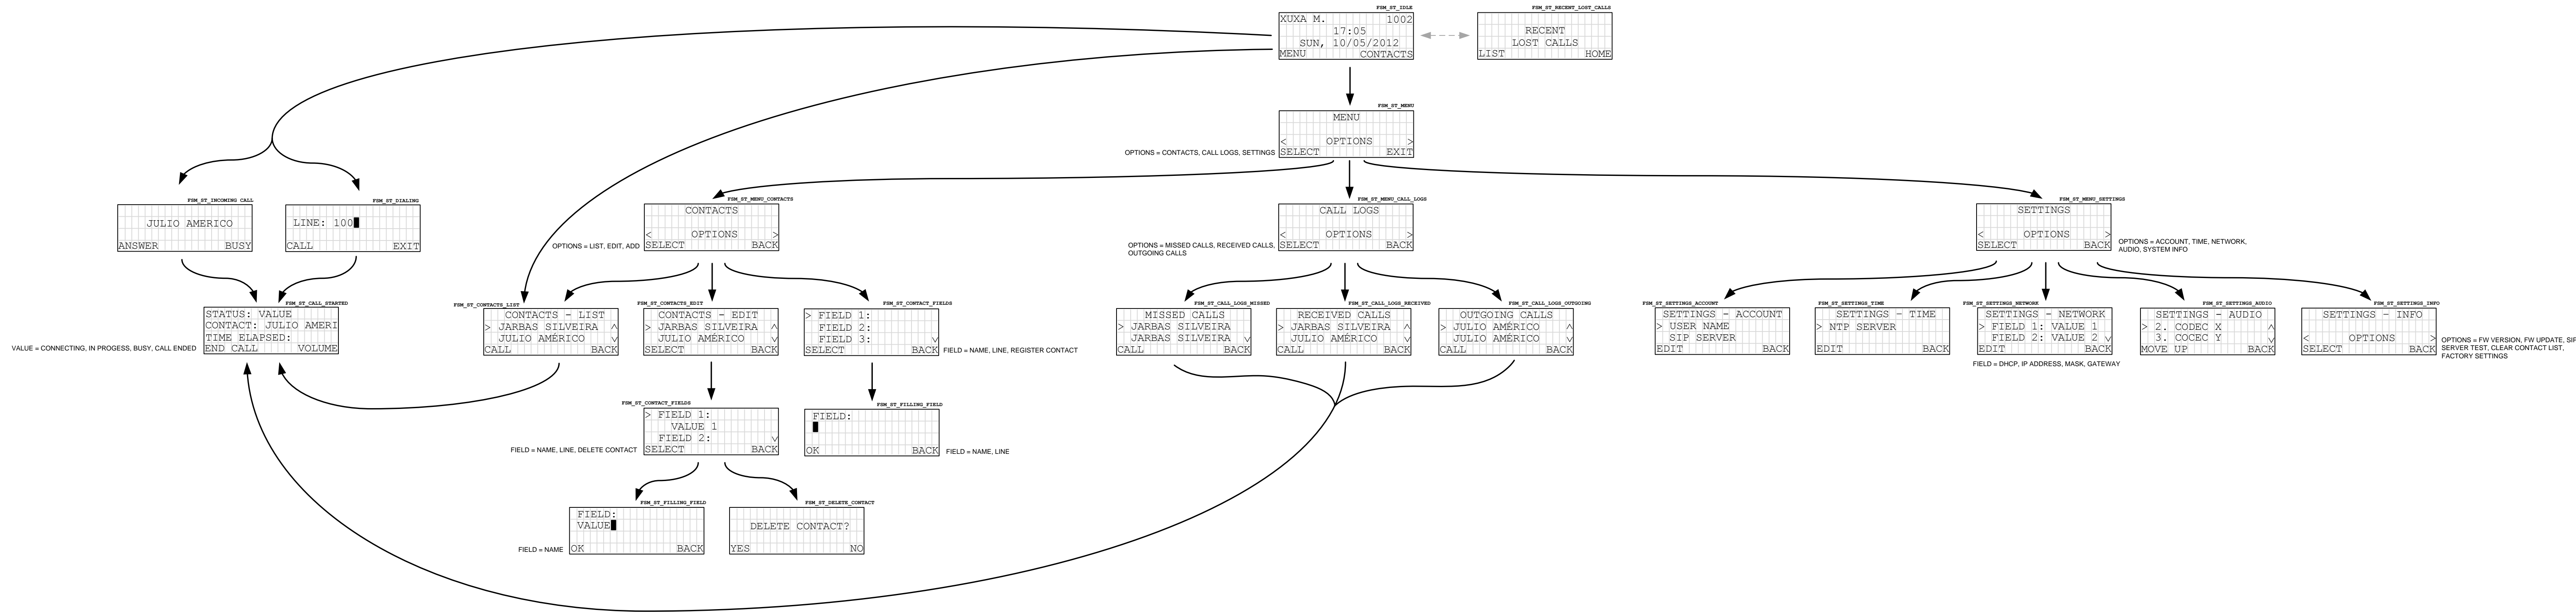 FSM_ST_IDLE
XUXA M. 1002
17:05
SUN, 10/05/2012
MENU CONTACTS
FSM_ST_RECENT_LOST_CALLS
RECENT
LOST CALLS
LIST HOME
FSM_ST_MENU
MENU
< OPTIONS >
SELECT EXIT
OPTIONS = CONTACTS, CALL LOGS, SETTINGS
FSM_ST_INCOMING CALL
JULIO AMERICO
ANSWER BUSY
FSM_ST_DIALING
LINE: 100
CALL EXIT
FSM_ST_MENU_CONTACTS
CONTACTS
< OPTIONS >
SELECT BACK
OPTIONS = LIST, EDIT, ADD
FSM_ST_MENU_CALL_LOGS
CALL LOGS
< OPTIONS >
SELECT BACK
OPTIONS = MISSED CALLS, RECEIVED CALLS,
OUTGOING CALLS
FSM_ST_MENU_SETTINGS
SETTINGS
< OPTIONS >
SELECT BACK
OPTIONS = ACCOUNT, TIME, NETWORK,
AUDIO, SYSTEM INFO
FSM_ST_CALL_STARTED
STATUS: VALUE
CONTACT: JULIO AMERI
TIME ELAPSED:
END CALL VOLUME
VALUE = CONNECTING, IN PROGESS, BUSY, CALL ENDED
FSM_ST_CONTACTS_LIST
CONTACTS - LIST
> JARBAS SILVEIRA ^
JULIO AMÉRICO v
CALL BACK
FSM_ST_CONTACTS_EDIT
CONTACTS - EDIT
> JARBAS SILVEIRA ^
JULIO AMÉRICO v
SELECT BACK
FSM_ST_CONTACT_FIELDS
> FIELD 1:
FIELD 2:
FIELD 3: v
SELECT BACK
FIELD = NAME, LINE, REGISTER CONTACT
FSM_ST_CALL_LOGS_MISSED
MISSED CALLS
> JARBAS SILVEIRA
JARBAS SILVEIRA v
CALL BACK
FSM_ST_CALL_LOGS_RECEIVED
RECEIVED CALLS
> JARBAS SILVEIRA ^
JULIO AMÉRICO v
CALL BACK
FSM_ST_CALL_LOGS_OUTGOING
OUTGOING CALLS
> JULIO AMÉRICO ^
JULIO AMÉRICO v
CALL BACK
FSM_ST_SETTINGS_ACCOUNT
SETTINGS - ACCOUNT
> USER NAME
SIP SERVER
EDIT BACK
FSM_ST_SETTINGS_TIME
SETTINGS - TIME
> NTP SERVER
EDIT BACK
FSM_ST_SETTINGS_NETWORK
SETTINGS - NETWORK
> FIELD 1: VALUE 1
FIELD 2: VALUE 2 v
EDIT BACK
FIELD = DHCP, IP ADDRESS, MASK, GATEWAY
FSM_ST_SETTINGS_AUDIO
SETTINGS - AUDIO
> 2. CODEC X ^
3. COCEC Y v
MOVE UP BACK
FSM_ST_SETTINGS_INFO
SETTINGS - INFO
< OPTIONS >
SELECT BACK
OPTIONS = FW VERSION, FW UPDATE, SIP
SERVER TEST, CLEAR CONTACT LIST,
FACTORY SETTINGS
FSM_ST_CONTACT_FIELDS
> FIELD 1:
VALUE 1
FIELD 2: v
SELECT BACK
FIELD = NAME, LINE, DELETE CONTACT
FSM_ST_FILLING_FIELD
FIELD:
OK BACK
FIELD = NAME, LINE
FSM_ST_FILLING_FIELD
FIELD:
VALUE
OK BACK
FIELD = NAME
FSM_ST_DELETE_CONTACT
DELETE CONTACT?
YES NO